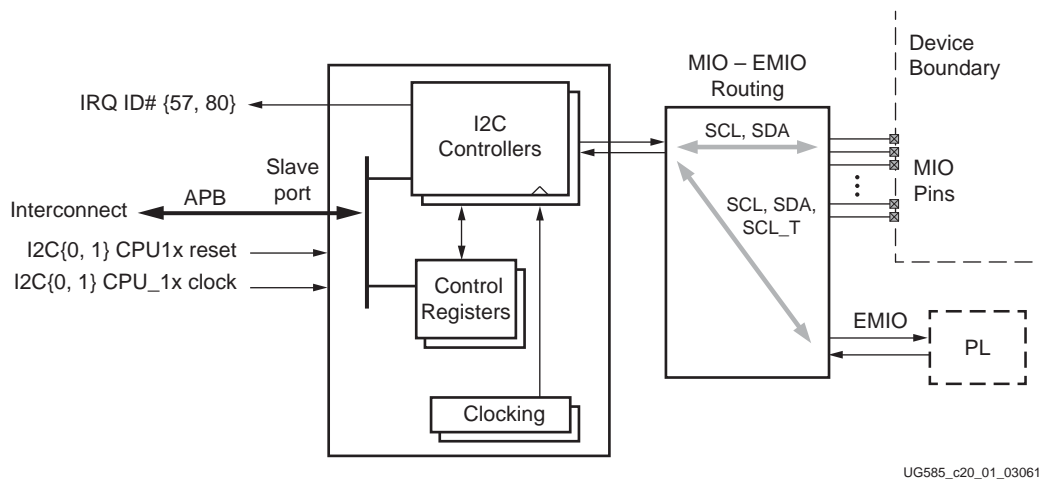 Device
Boundary
MIO – EMIO
Routing
IRQ ID# {57, 80}
I2C
Controllers
SCL, SDA
MIO
Pins
Slave
port
APB
Interconnect
SCL, SDA,
SCL_T
I2C{0, 1} CPU1x reset
I2C{0, 1} CPU_1x clock
Control
Registers
EMIO
PL
Clocking
UG585_c20_01_03061